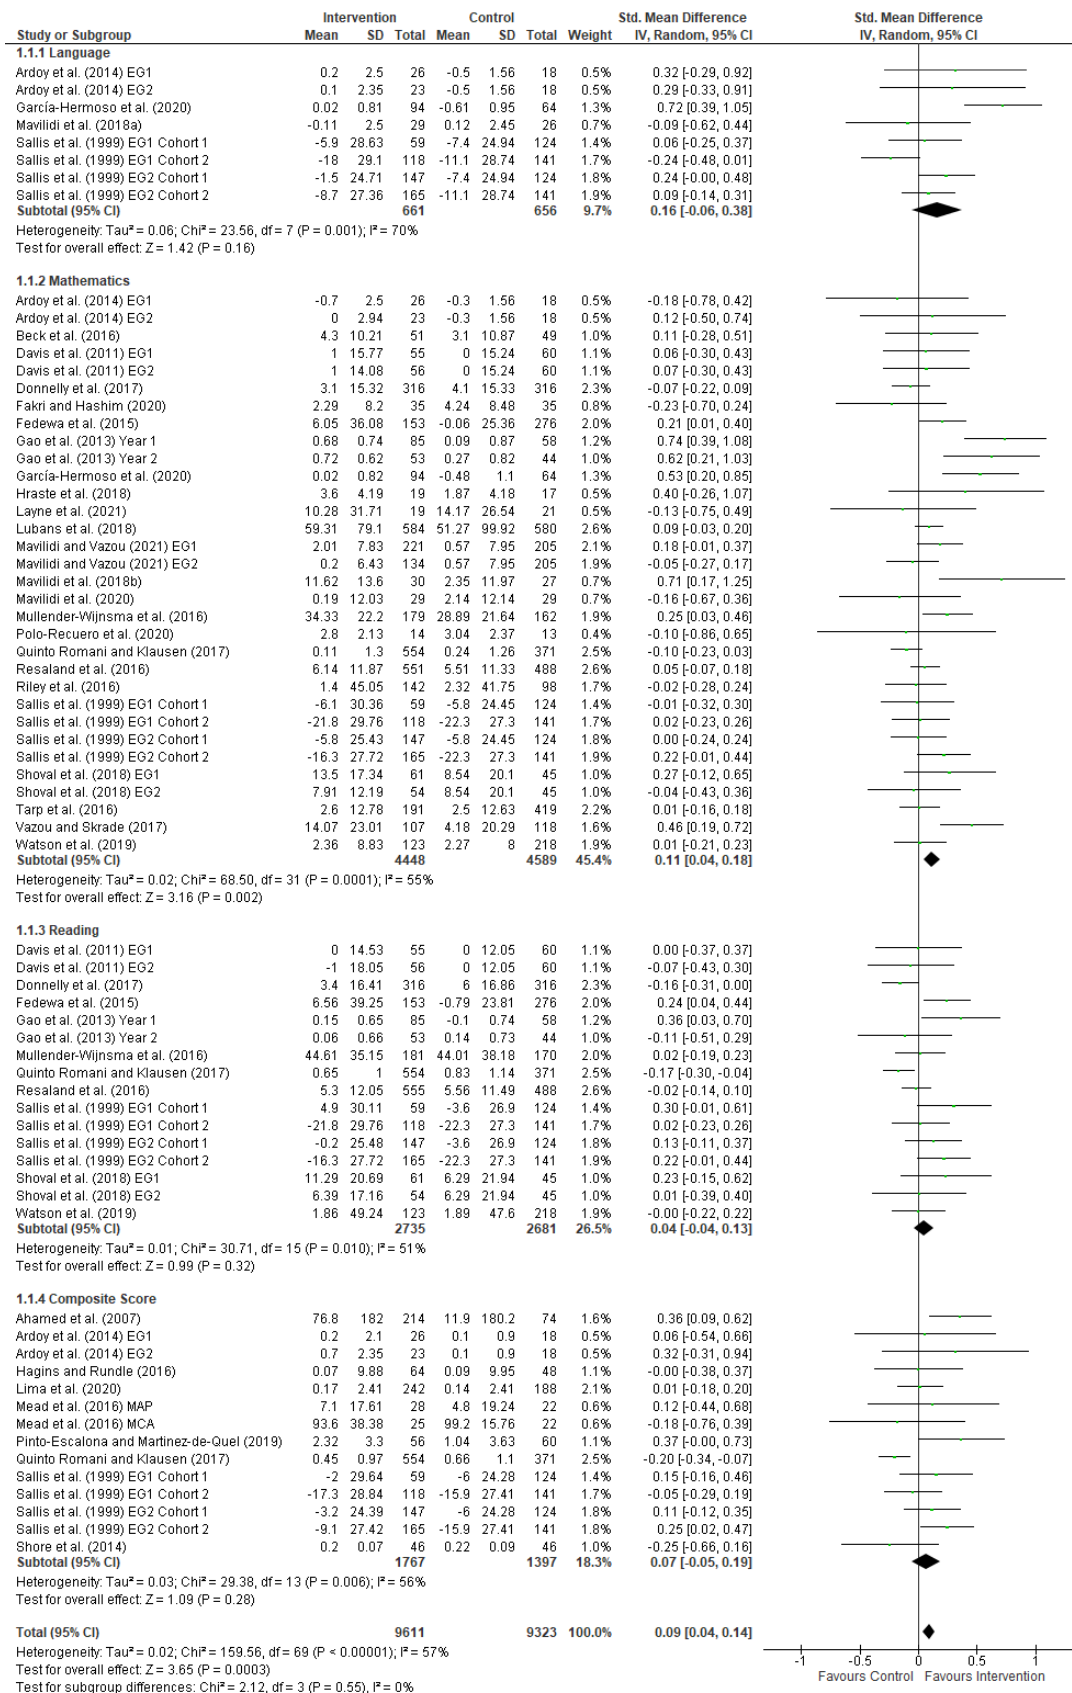 Intervention Control Std. Mean Difference Std. Mean Difference
Study or Subgroup Mean SD Total Mean SD Total Weight IV, Random, 95% CI IV, Random, 95% CI
1.1.1 Language
Ardoy et al. (2014) EG1 0.2 2.5 26 -0.5 1.56 18 0.5% 0.32 [-0.29, 0.92]
Ardoy et al. (2014) EG2 0.1 2.35 23 -0.5 1.56 18 0.5% 0.29 [-0.33, 0.91]
García-Hermoso et al. (2020) 0.02 0.81 94 -0.61 0.95 64 1.3% 0.72 [0.39, 1.05]
Mavilidi et al. (2018a) -0.11 2.5 29 0.12 2.45 26 0.7% -0.09 [-0.62, 0.44]
Sallis et al. (1999) EG1 Cohort 1 -5.9 28.63 59 -7.4 24.94 124 1.4% 0.06 [-0.25, 0.37]
Sallis et al. (1999) EG1 Cohort 2 -18 29.1 118 -11.1 28.74 141 1.7% -0.24 [-0.48, 0.01]
Sallis et al. (1999) EG2 Cohort 1 -1.5 24.71 147 -7.4 24.94 124 1.8% 0.24 [-0.00, 0.48]
Sallis et al. (1999) EG2 Cohort 2 -8.7 27.36 165 -11.1 28.74 141 1.9% 0.09 [-0.14, 0.31]
Subtotal (95% CI) 661 656 9.7% 0.16 [-0.06, 0.38]
Heterogeneity: Tau² = 0.06; Chi² = 23.56, df = 7 (P = 0.001); I² = 70%
Test for overall effect: Z = 1.42 (P = 0.16)
1.1.2 Mathematics
Ardoy et al. (2014) EG1 -0.7 2.5 26 -0.3 1.56 18 0.5% -0.18 [-0.78, 0.42]
Ardoy et al. (2014) EG2 0 2.94 23 -0.3 1.56 18 0.5% 0.12 [-0.50, 0.74]
Beck et al. (2016) 4.3 10.21 51 3.1 10.87 49 1.0% 0.11 [-0.28, 0.51]
Davis et al. (2011) EG1 1 15.77 55 0 15.24 60 1.1% 0.06 [-0.30, 0.43]
Davis et al. (2011) EG2 1 14.08 56 0 15.24 60 1.1% 0.07 [-0.30, 0.43]
Donnelly et al. (2017) 3.1 15.32 316 4.1 15.33 316 2.3% -0.07 [-0.22, 0.09]
Fakri and Hashim (2020) 2.29 8.2 35 4.24 8.48 35 0.8% -0.23 [-0.70, 0.24]
Fedewa et al. (2015) 6.05 36.08 153 -0.06 25.36 276 2.0% 0.21 [0.01, 0.40]
Gao et al. (2013) Year 1 0.68 0.74 85 0.09 0.87 58 1.2% 0.74 [0.39, 1.08]
Gao et al. (2013) Year 2 0.72 0.62 53 0.27 0.82 44 1.0% 0.62 [0.21, 1.03]
García-Hermoso et al. (2020) 0.02 0.82 94 -0.48 1.1 64 1.3% 0.53 [0.20, 0.85]
Hraste et al. (2018) 3.6 4.19 19 1.87 4.18 17 0.5% 0.40 [-0.26, 1.07]
Layne et al. (2021) 10.28 31.71 19 14.17 26.54 21 0.5% -0.13 [-0.75, 0.49]
Lubans et al. (2018) 59.31 79.1 584 51.27 99.92 580 2.6% 0.09 [-0.03, 0.20]
Mavilidi and Vazou (2021) EG1 2.01 7.83 221 0.57 7.95 205 2.1% 0.18 [-0.01, 0.37]
Mavilidi and Vazou (2021) EG2 0.2 6.43 134 0.57 7.95 205 1.9% -0.05 [-0.27, 0.17]
Mavilidi et al. (2018b) 11.62 13.6 30 2.35 11.97 27 0.7% 0.71 [0.17, 1.25]
Mavilidi et al. (2020) 0.19 12.03 29 2.14 12.14 29 0.7% -0.16 [-0.67, 0.36]
Mullender-Wijnsma et al. (2016) 34.33 22.2 179 28.89 21.64 162 1.9% 0.25 [0.03, 0.46]
Polo-Recuero et al. (2020) 2.8 2.13 14 3.04 2.37 13 0.4% -0.10 [-0.86, 0.65]
Quinto Romani and Klausen (2017) 0.11 1.3 554 0.24 1.26 371 2.5% -0.10 [-0.23, 0.03]
Resaland et al. (2016) 6.14 11.87 551 5.51 11.33 488 2.5% 0.05 [-0.07, 0.18]
Riley et al. (2016) 1.4 45.05 142 2.32 41.75 98 1.7% -0.02 [-0.28, 0.24]
Sallis et al. (1999) EG1 Cohort 1 -6.1 30.36 59 -5.8 24.45 124 1.4% -0.01 [-0.32, 0.30]
Sallis et al. (1999) EG1 Cohort 2 -21.8 29.76 118 -22.3 27.3 141 1.7% 0.02 [-0.23, 0.26]
Sallis et al. (1999) EG2 Cohort 1 -5.8 25.43 147 -5.8 24.45 124 1.8% 0.00 [-0.24, 0.24]
Sallis et al. (1999) EG2 Cohort 2 -16.3 27.72 165 -22.3 27.3 141 1.9% 0.22 [-0.01, 0.44]
Shoval et al. (2018) EG1 13.5 17.34 61 8.54 20.1 45 1.0% 0.27 [-0.12, 0.65]
Shoval et al. (2018) EG2 7.91 12.19 54 8.54 20.1 45 1.0% -0.04 [-0.43, 0.36]
Tarp et al. (2016) 2.6 12.78 191 2.5 12.63 419 2.2% 0.01 [-0.16, 0.18]
Vazou and Skrade (2017) 14.07 23.01 107 4.18 20.29 118 1.6% 0.46 [0.19, 0.72]
Watson et al. (2019) 2.36 8.83 123 2.27 8 218 1.9% 0.01 [-0.21, 0.23]
Subtotal (95% CI) 4448 4589 45.4% 0.11 [0.04, 0.18]
Heterogeneity: Tau² = 0.02; Chi² = 68.50, df = 31 (P = 0.0001); I² = 55%
Test for overall effect: Z = 3.16 (P = 0.002)
1.1.3 Reading
Davis et al. (2011) EG1 0 14.53 55 0 12.05 60 1.1% 0.00 [-0.37, 0.37]
Davis et al. (2011) EG2 -1 18.05 56 0 12.05 60 1.1% -0.07 [-0.43, 0.30]
Donnelly et al. (2017) 3.4 16.41 316 6 16.86 316 2.3% -0.16 [-0.31, 0.00]
Fedewa et al. (2015) 6.56 39.25 153 -0.79 23.81 276 2.0% 0.24 [0.04, 0.44]
Gao et al. (2013) Year 1 0.15 0.65 85 -0.1 0.74 58 1.2% 0.36 [0.03, 0.70]
Gao et al. (2013) Year 2 0.06 0.66 53 0.14 0.73 44 1.0% -0.11 [-0.51, 0.29]
Mullender-Wijnsma et al. (2016) 44.61 35.15 181 44.01 38.18 170 2.0% 0.02 [-0.19, 0.23]
Quinto Romani and Klausen (2017) 0.65 1 554 0.83 1.14 371 2.5% -0.17 [-0.30, -0.04]
Resaland et al. (2016) 5.3 12.05 555 5.56 11.49 488 2.5% -0.02 [-0.14, 0.10]
Sallis et al. (1999) EG1 Cohort 1 4.9 30.11 59 -3.6 26.9 124 1.4% 0.30 [-0.01, 0.61]
Sallis et al. (1999) EG1 Cohort 2 -21.8 29.76 118 -22.3 27.3 141 1.7% 0.02 [-0.23, 0.26]
Sallis et al. (1999) EG2 Cohort 1 -0.2 25.48 147 -3.6 26.9 124 1.8% 0.13 [-0.11, 0.37]
Sallis et al. (1999) EG2 Cohort 2 -16.3 27.72 165 -22.3 27.3 141 1.9% 0.22 [-0.01, 0.44]
Shoval et al. (2018) EG1 11.29 20.69 61 6.29 21.94 45 1.0% 0.23 [-0.15, 0.62]
Shoval et al. (2018) EG2 6.39 17.16 54 6.29 21.94 45 1.0% 0.01 [-0.39, 0.40]
Watson et al. (2019) 1.86 49.24 123 1.89 47.6 218 1.9% -0.00 [-0.22, 0.22]
Subtotal (95% CI) 2735 2681 26.5% 0.04 [-0.04, 0.13]
Heterogeneity: Tau² = 0.01; Chi² = 30.71, df = 15 (P = 0.010); I² = 51%
Test for overall effect: Z = 0.99 (P = 0.32)
1.1.4 Composite Score
Ahamed et al. (2007) 76.8 182 214 11.9 180.2 74 1.6% 0.36 [0.09, 0.62]
Ardoy et al. (2014) EG1 0.2 2.1 26 0.1 0.9 18 0.5% 0.06 [-0.54, 0.66]
Ardoy et al. (2014) EG2 0.7 2.35 23 0.1 0.9 18 0.5% 0.32 [-0.31, 0.94]
Hagins and Rundle (2016) 0.07 9.88 64 0.09 9.95 48 1.1% -0.00 [-0.38, 0.37]
Lima et al. (2020) 0.17 2.41 242 0.14 2.41 188 2.1% 0.01 [-0.18, 0.20]
Mead et al. (2016) MAP 7.1 17.61 28 4.8 19.24 22 0.6% 0.12 [-0.44, 0.68]
Mead et al. (2016) MCA 93.6 38.38 25 99.2 15.76 22 0.6% -0.18 [-0.76, 0.39]
Pinto-Escalona and Martinez-de-Quel (2019) 2.32 3.3 56 1.04 3.63 60 1.1% 0.37 [-0.00, 0.73]
Quinto Romani and Klausen (2017) 0.45 0.97 554 0.66 1.1 371 2.5% -0.20 [-0.34, -0.07]
Sallis et al. (1999) EG1 Cohort 1 -2 29.64 59 -6 24.28 124 1.4% 0.15 [-0.16, 0.46]
Sallis et al. (1999) EG1 Cohort 2 -17.3 28.84 118 -15.9 27.41 141 1.7% -0.05 [-0.29, 0.19]
Sallis et al. (1999) EG2 Cohort 1 -3.2 24.39 147 -6 24.28 124 1.8% 0.11 [-0.12, 0.35]
Sallis et al. (1999) EG2 Cohort 2 -9.1 27.42 165 -15.9 27.41 141 1.9% 0.25 [0.02, 0.47]
Shore et al. (2014) 0.2 0.07 46 0.22 0.09 46 1.0% -0.25 [-0.66, 0.16]
Subtotal (95% CI) 1767 1397 18.3% 0.07 [-0.05, 0.19]
Heterogeneity: Tau² = 0.03; Chi² = 29.38, df = 13 (P = 0.006); I² = 56%
Test for overall effect: Z = 1.09 (P = 0.28)
Total (95% CI) 9611 9323 100.0% 0.09 [0.04, 0.14]
Heterogeneity: Tau² = 0.02; Chi² = 159.56, df = 69 (P < 0.00001); I² = 57%
Test for overall effect: Z = 3.65 (P = 0.0003)
Test for subgroup differences: Chi² = 2.12, df = 3 (P = 0.55), I² = 0%
-1 -0.5 0 0.5 1
Favours Control Favours Intervention